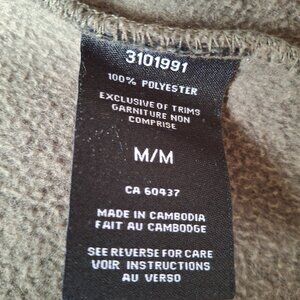 3101991
100% POLYESTER
EXCLUSIVE OF TRIMS
GARNITURE NON
COMPRISE
M/M
CA 60437
MADE IN CAMBODIA
FAIT AU CAMBODGE
SEE REVERSE FOR CARE
VOIR INSTRUCTIONS
AU VERSO